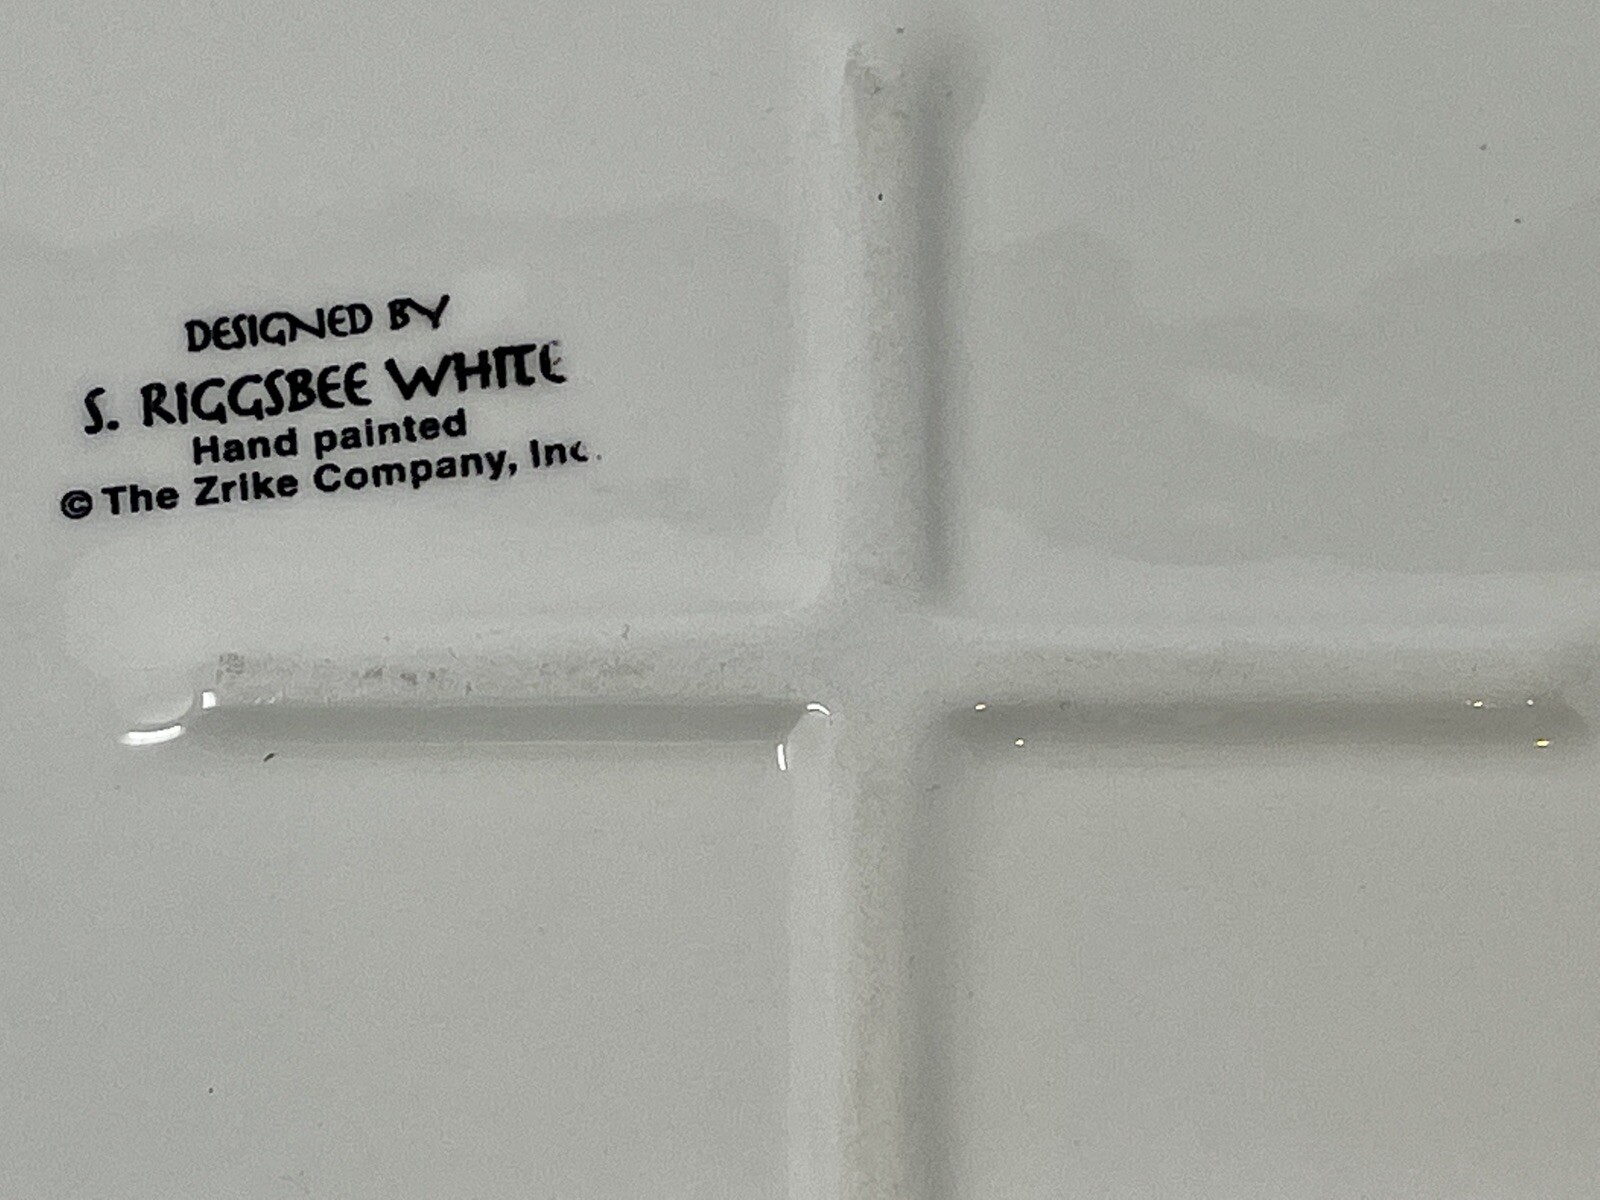 DESIGNED BY
S. RIGGSBEE WHITE
Hand painted
© The Zrike Company, Inc.